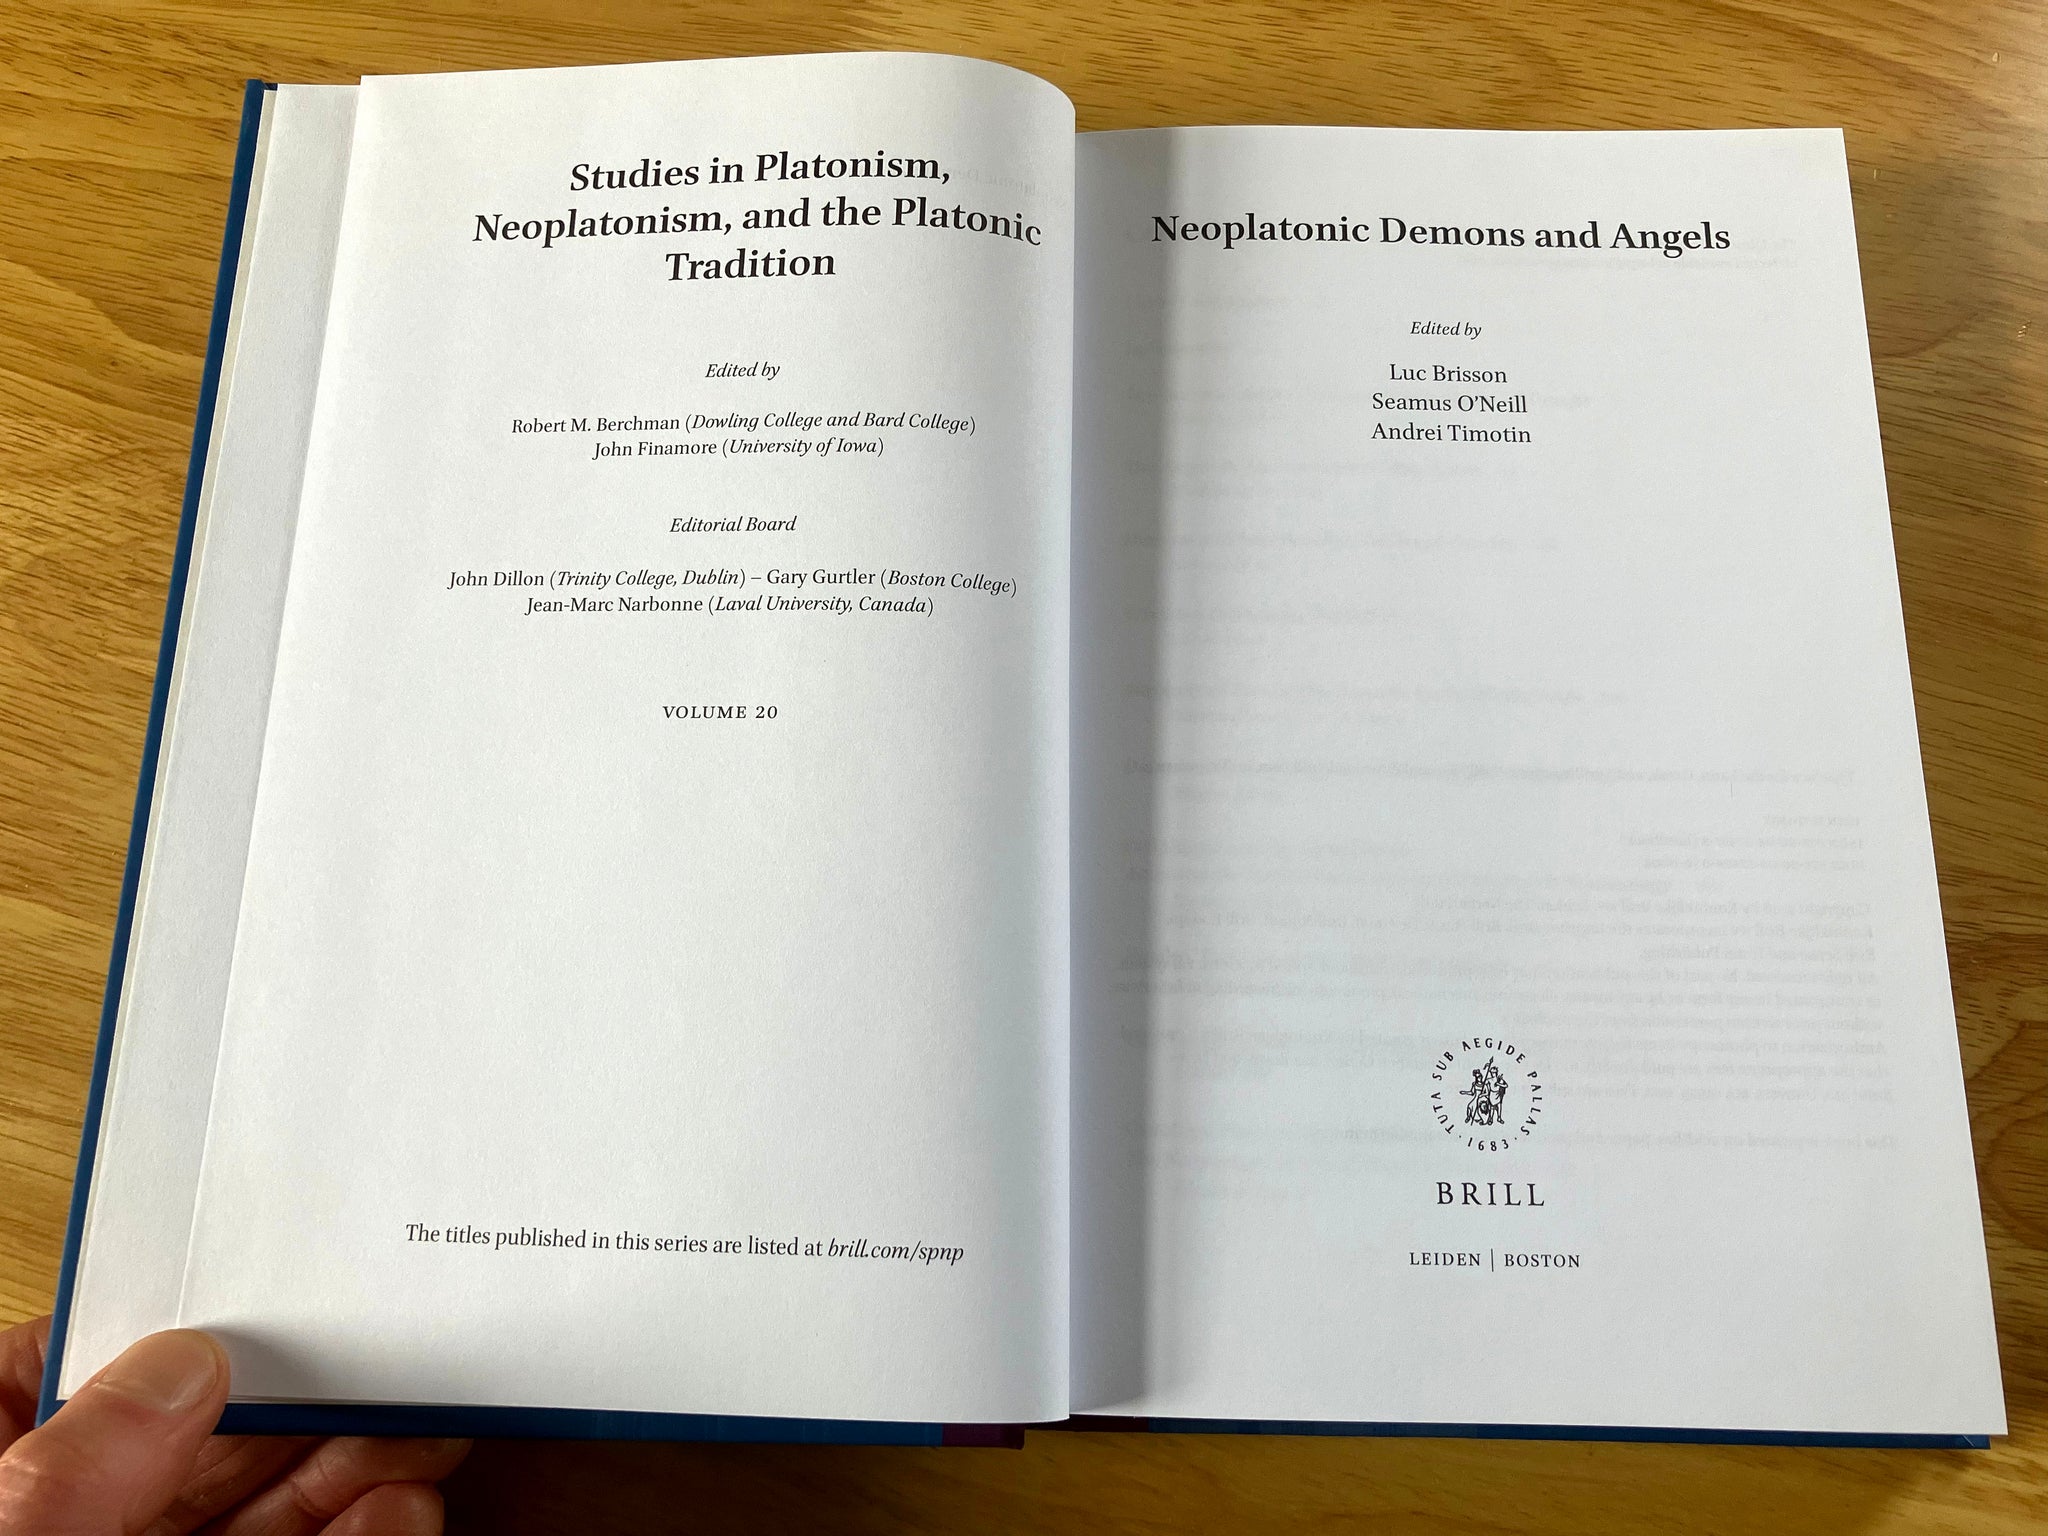 Studies in Platonism,
Neoplatonism, and the Platonic
Tradition
Edited by
Robert M. Berchman (Dowling College and Bard College)
John Finamore (University of Iowa)
Editorial Board
John Dillon (Trinity College, Dublin) – Gary Gurtler (Boston College)
Jean-Marc Narbonne (Laval University, Canada)
VOLUME 20
The titles published in this series are listed at brill.com/spnp
Neoplatonic Demons and Angels
Edited by
Luc Brisson
Seamus O’Neill
Andrei Timotin
TUTA SUB AEGIDE PALLAS · 1683 ·
BRILL
LEIDEN | BOSTON